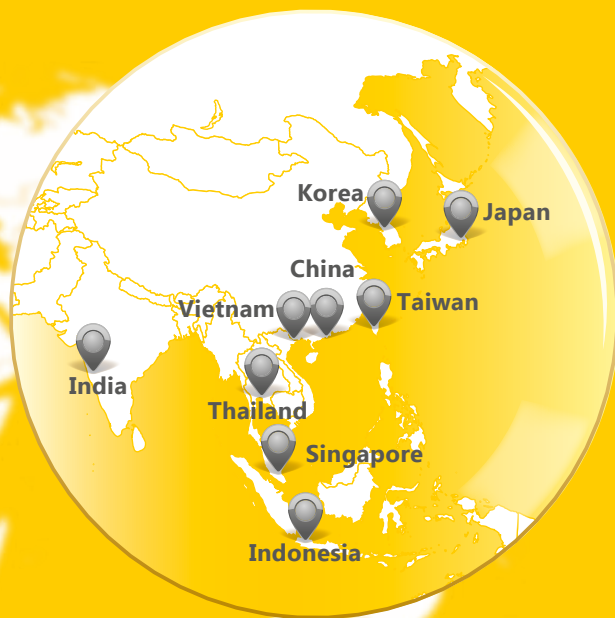 Korea
Japan
China
Vietnam
Taiwan
India
Thailand
Singapore
Indonesia